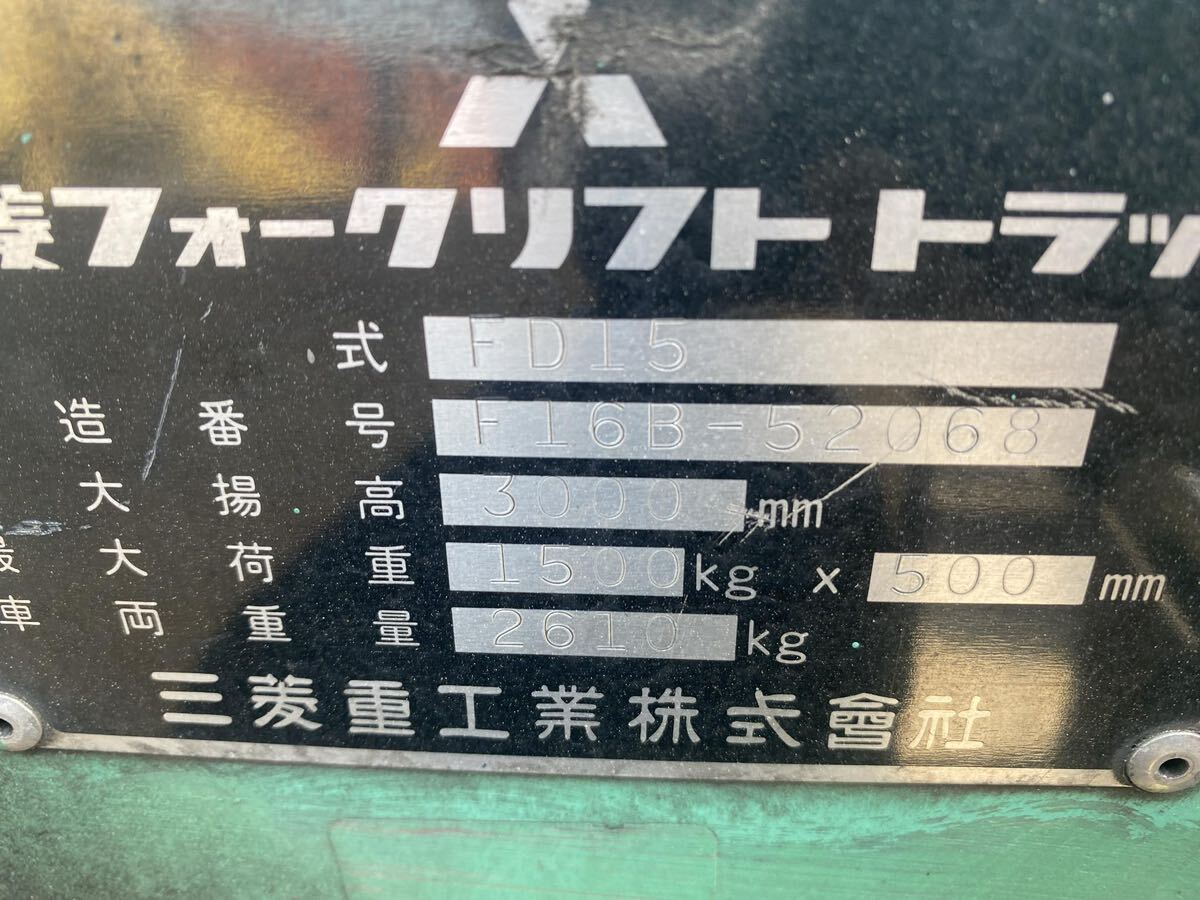 菱フォークリフト トラッ
式 FD15
造番号 F16B-52068
大揚高 3000 mm
最大荷重 1500 kg x 500 mm
車両重量 2610 kg
三菱重工業株式會社